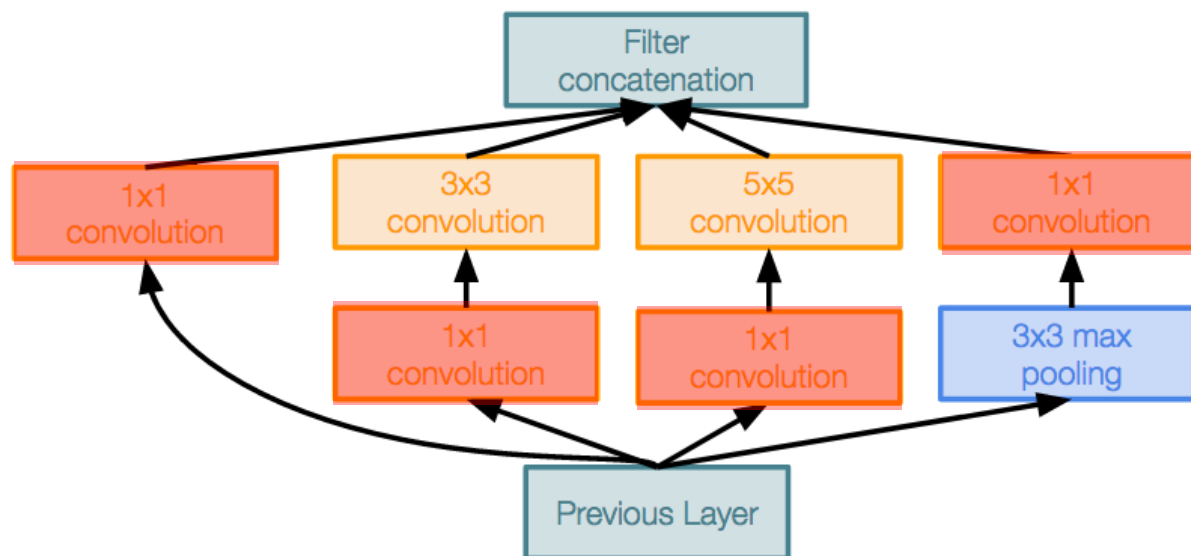 Filter
concatenation
1x1
convolution
3x3
convolution
5x5
convolution
1x1
convolution
1x1
convolution
1x1
convolution
3x3 max
pooling
Previous Layer